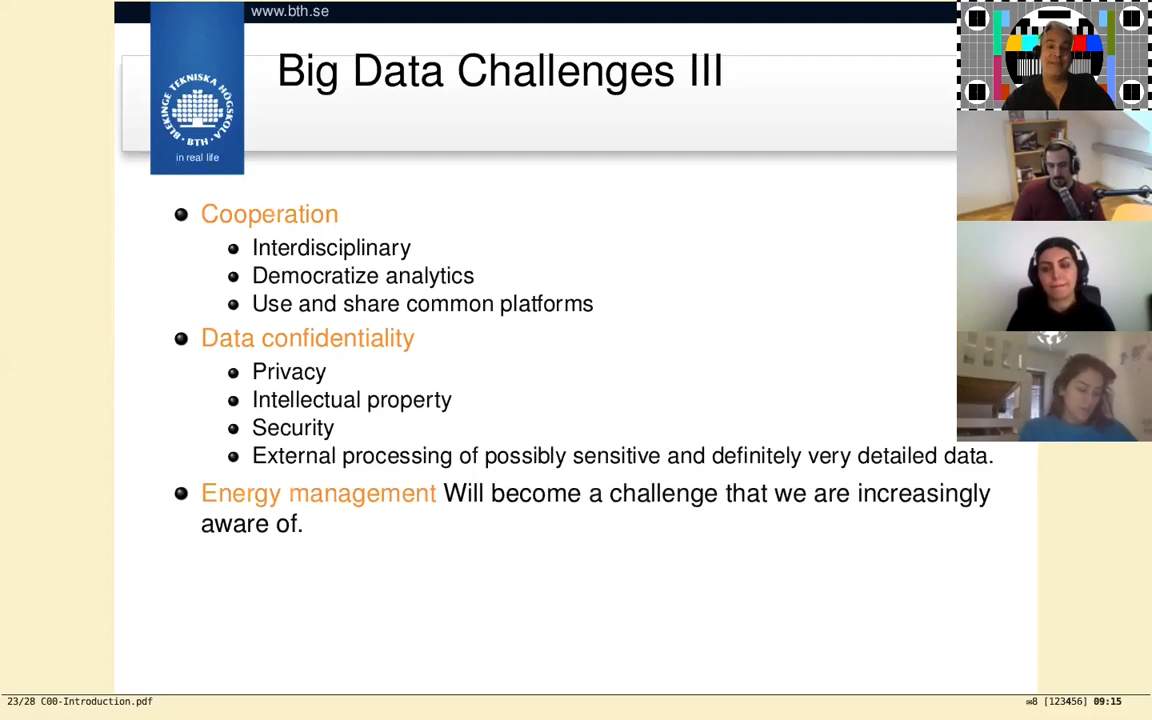 www.bth.se
Big Data Challenges III
BLEKINGE TEKNISKA HÖGSKOLA
BTH
in real life
Cooperation
Interdisciplinary
Democratize analytics
Use and share common platforms
Data confidentiality
Privacy
Intellectual property
Security
External processing of possibly sensitive and definitely very detailed data.
Energy management Will become a challenge that we are increasingly
aware of.
23/28 C00-Introduction.pdf
✉8 [123456] 09:15